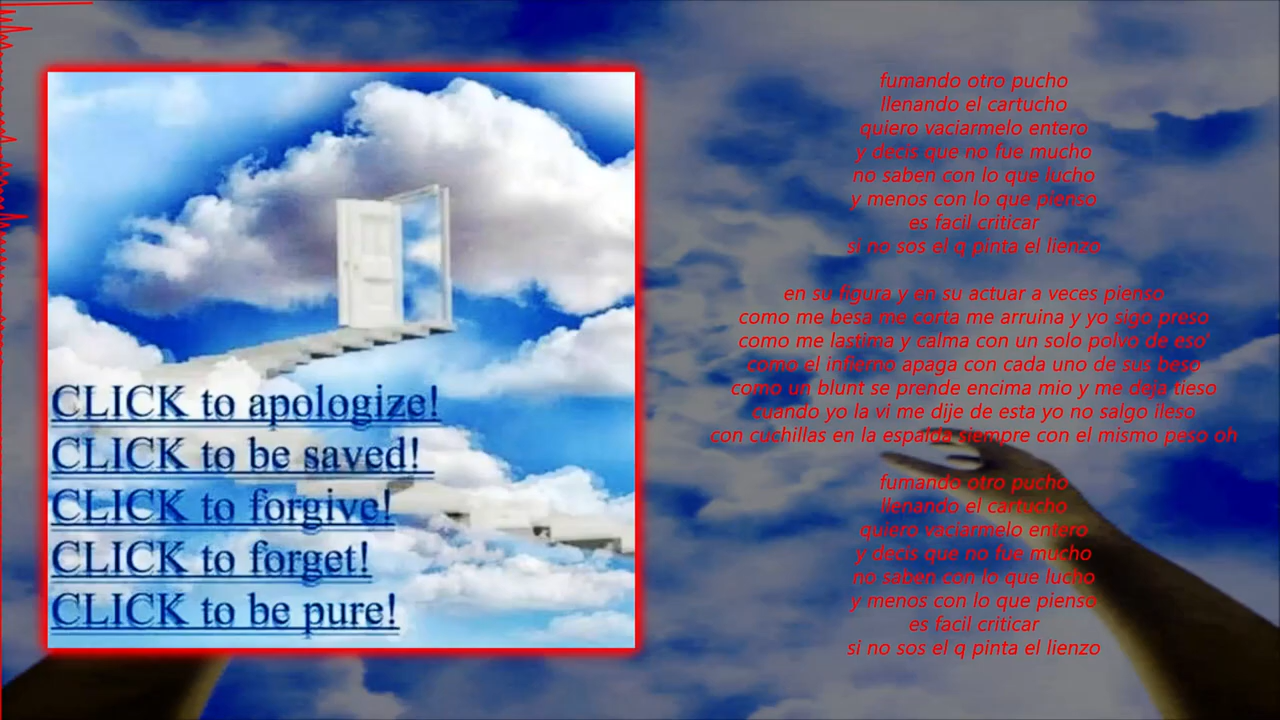 CLICK to apologize!
CLICK to be saved!
CLICK to forgive!
CLICK to forget!
CLICK to be pure!
fumando otro pucho
llenando el cartucho
quiero vaciarmelo entero
y decis que no fue mucho
no saben con lo que lucho
y menos con lo que pienso
es facil criticar
si no sos el q pinta el lienzo
en su figura y en su actuar a veces pienso
como me besa me corta me arruina y yo sigo preso
como me lastima y calma con un solo polvo de eso'
como el infierno apaga con cada uno de sus beso
como un blunt se prende encima mio y me deja tieso
cuando yo la vi me dije de esta yo no salgo ileso
con cuchillas en la espalda siempre con el mismo peso oh
fumando otro pucho
llenando el cartucho
quiero vaciarmelo entero
y decis que no fue mucho
no saben con lo que lucho
y menos con lo que pienso
es facil criticar
si no sos el q pinta el lienzo